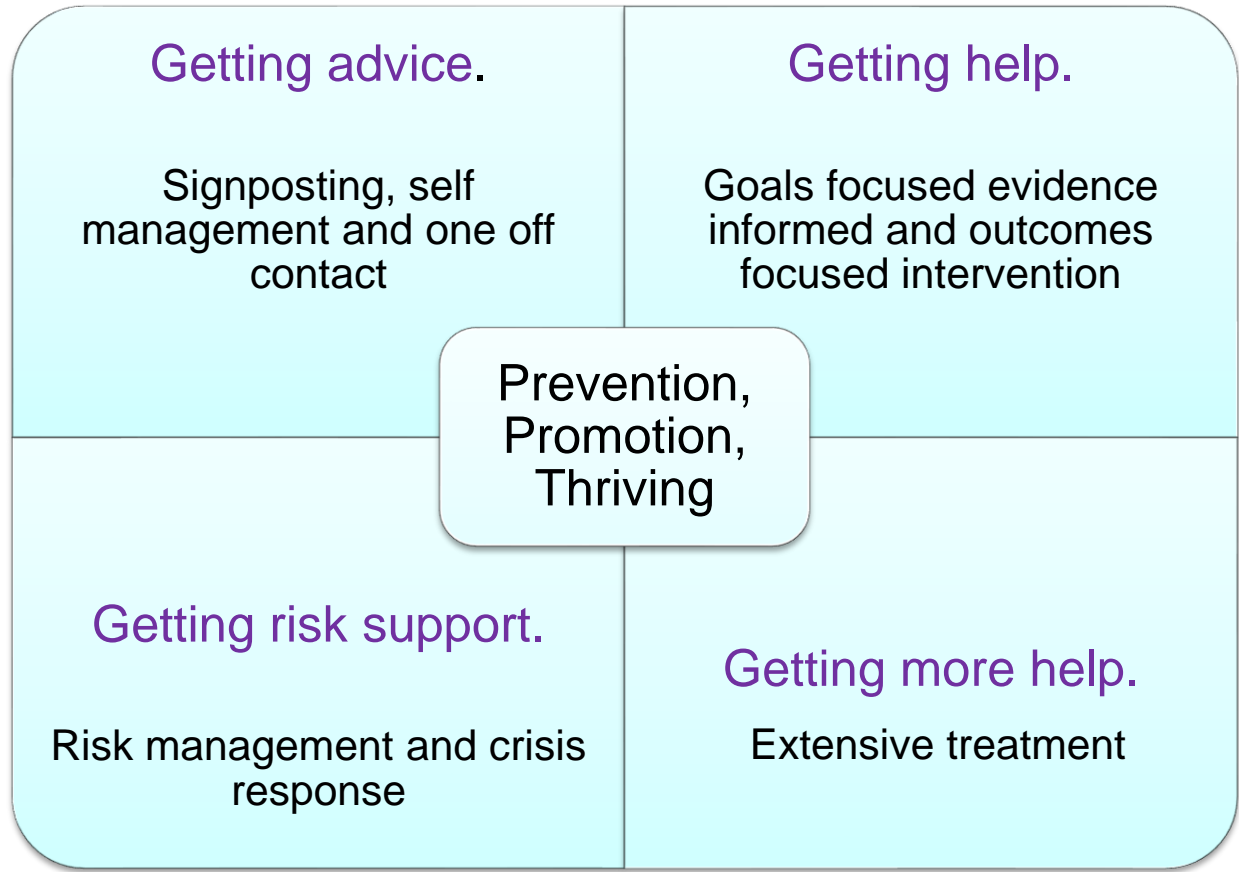 Getting advice.
Signposting, self
management and one off
contact
Getting help.
Goals focused evidence
informed and outcomes
focused intervention
Prevention,
Promotion,
Thriving
Getting risk support.
Risk management and crisis
response
Getting more help.
Extensive treatment